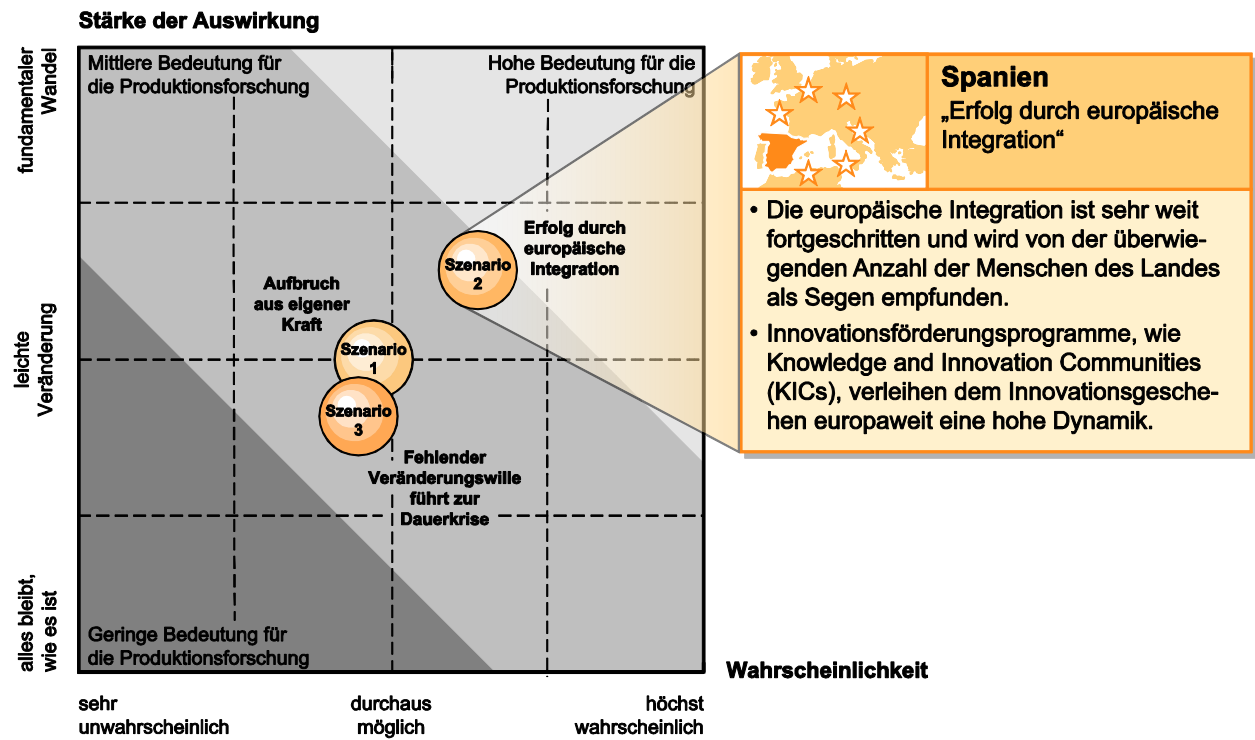 Stärke der Auswirkung
fundamentaler
Wandel
leichte
Veränderung
alles bleibt,
wie es ist
Mittlere Bedeutung für
die Produktionsforschung
Hohe Bedeutung für die
Produktionsforschung
Erfolg durch
europäische
Integration
Szenario
2
Aufbruch
aus eigener
Kraft
Szenario
1
Szenario
3
Fehlender
Veränderungswille
führt zur
Dauerkrise
Geringe Bedeutung für
die Produktionsforschung
Wahrscheinlichkeit
sehr
unwahrscheinlich
durchaus
möglich
höchst
wahrscheinlich
Spanien
„Erfolg durch europäische
Integration“
• Die europäische Integration ist sehr weit
fortgeschritten und wird von der überwie-
genden Anzahl der Menschen des Landes
als Segen empfunden.
• Innovationsförderungsprogramme, wie
Knowledge and Innovation Communities
(KICs), verleihen dem Innovationsgesche-
hen europaweit eine hohe Dynamik.